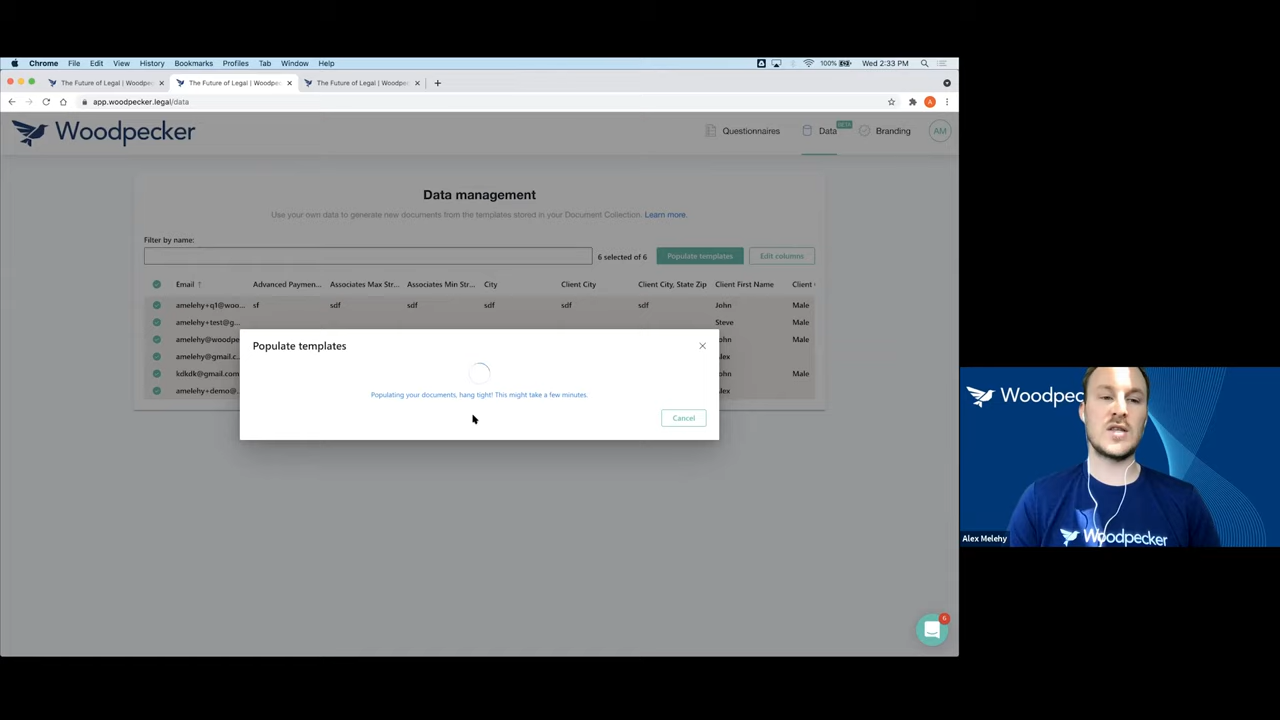 Chrome File Edit View History Bookmarks Profiles Tab Window Help 100% Wed 2:33 PM
The Future of Legal | Woodpe The Future of Legal | Woodpe The Future of Legal | Woodpe
app.woodpecker.legal/data
Woodpecker Questionnaires Data BETA Branding AM
Data management
Use your own data to generate new documents from the templates stored in your Document Collection. Learn more.
Filter by name:
6 selected of 6 Populate templates Edit columns
Email ↑ Advanced Paymen... Associates Max Str... Associates Min Str... City Client City Client City, State Zip Client First Name Client
amelehy+q1@woo... sf sdf sdf sdf sdf sdf John Male
amelehy+test@g... Steve Male
amelehy@woodpe Male
amelehy@gmail.c
kdkdk@gmail.com Male
amelehy+demo@
Populate templates
Populating your documents, hang tight! This might take a few minutes.
Cancel
6
Woodpec
Woodpecker
Alex Melehy